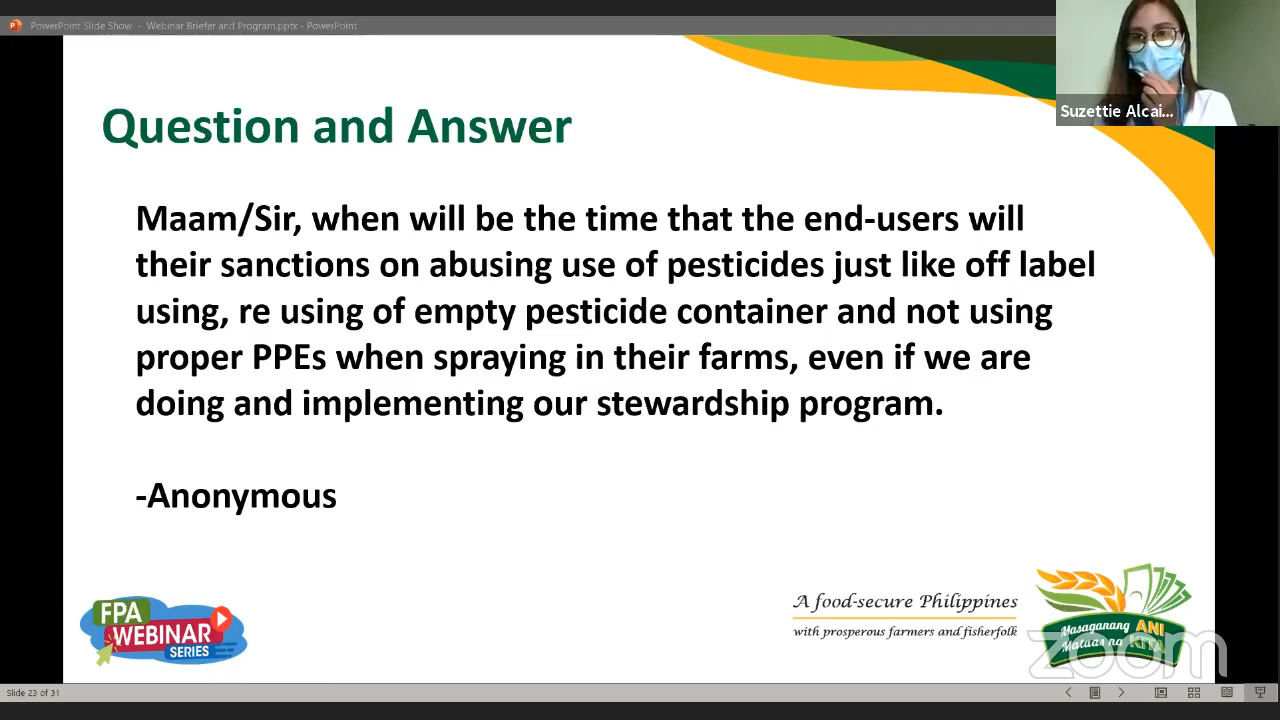 PowerPoint Slide Show - Webinar Briefer and Program.pptx - PowerPoint
Suzettie Alcai...
Question and Answer
Maam/Sir, when will be the time that the end-users will
their sanctions on abusing use of pesticides just like off label
using, re using of empty pesticide container and not using
proper PPEs when spraying in their farms, even if we are
doing and implementing our stewardship program.
-Anonymous
FPA
WEBINAR
SERIES
A food-secure Philippines
with prosperous farmers and fisherfolk
Masaganang ANI
Mataas na KITA
zoom
Slide 23 of 31